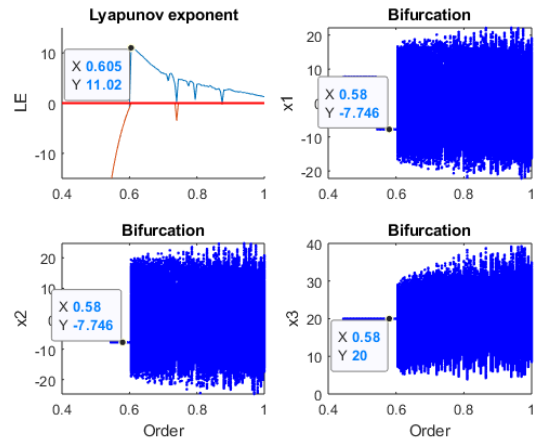 Lyapunov exponent
10
0
-10
LE
X 0.605
Y 11.02
0.4 0.6 0.8 1
Bifurcation
20
10
0
-10
-20
x1
X 0.58
Y -7.746
0.4 0.6 0.8 1
Bifurcation
20
10
0
-10
-20
x2
X 0.58
Y -7.746
0.4 0.6 0.8 1
Order
Bifurcation
40
30
20
10
0
x3
X 0.58
Y 20
0.4 0.6 0.8 1
Order